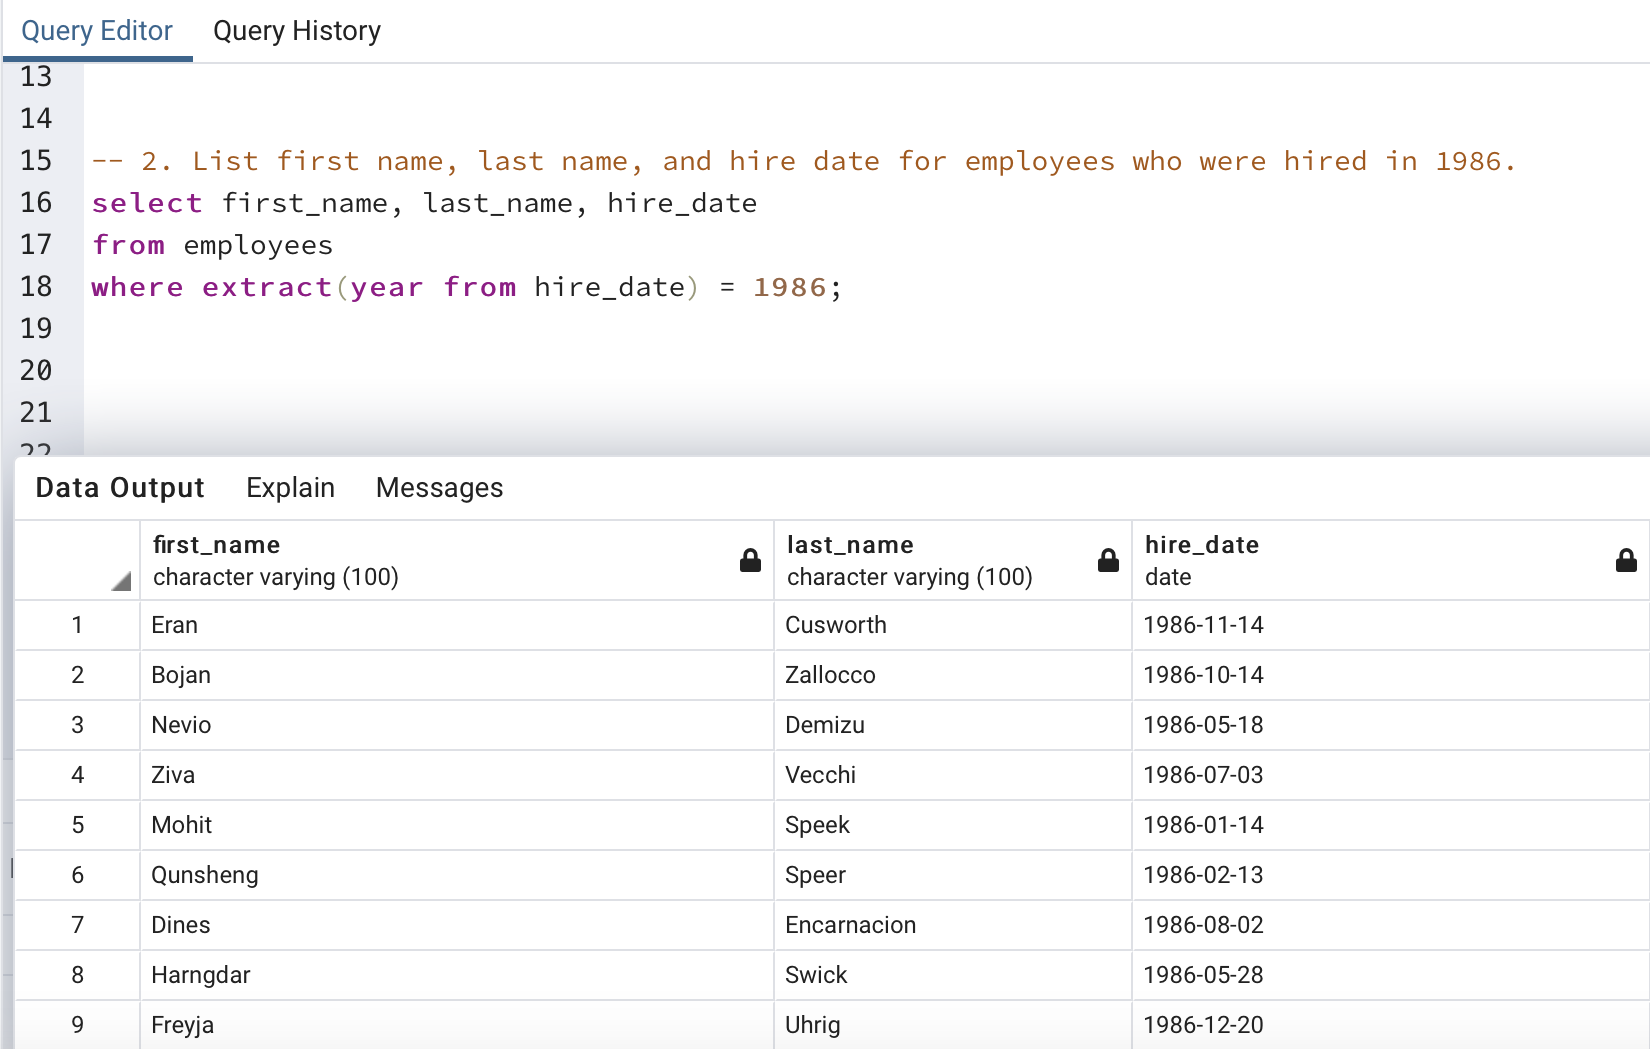 Query Editor Query History
13
14
15 -- 2. List first name, last name, and hire date for employees who were hired in 1986.
16 select first_name, last_name, hire_date
17 from employees
18 where extract(year from hire_date) = 1986;
19
20
21
22
Data Output Explain Messages
first_name last_name hire_date
character varying (100) character varying (100) date
1 Eran Cusworth 1986-11-14
2 Bojan Zallocco 1986-10-14
3 Nevio Demizu 1986-05-18
4 Ziva Vecchi 1986-07-03
5 Mohit Speek 1986-01-14
6 Qunsheng Speer 1986-02-13
7 Dines Encarnacion 1986-08-02
8 Harngdar Swick 1986-05-28
9 Freyja Uhrig 1986-12-20